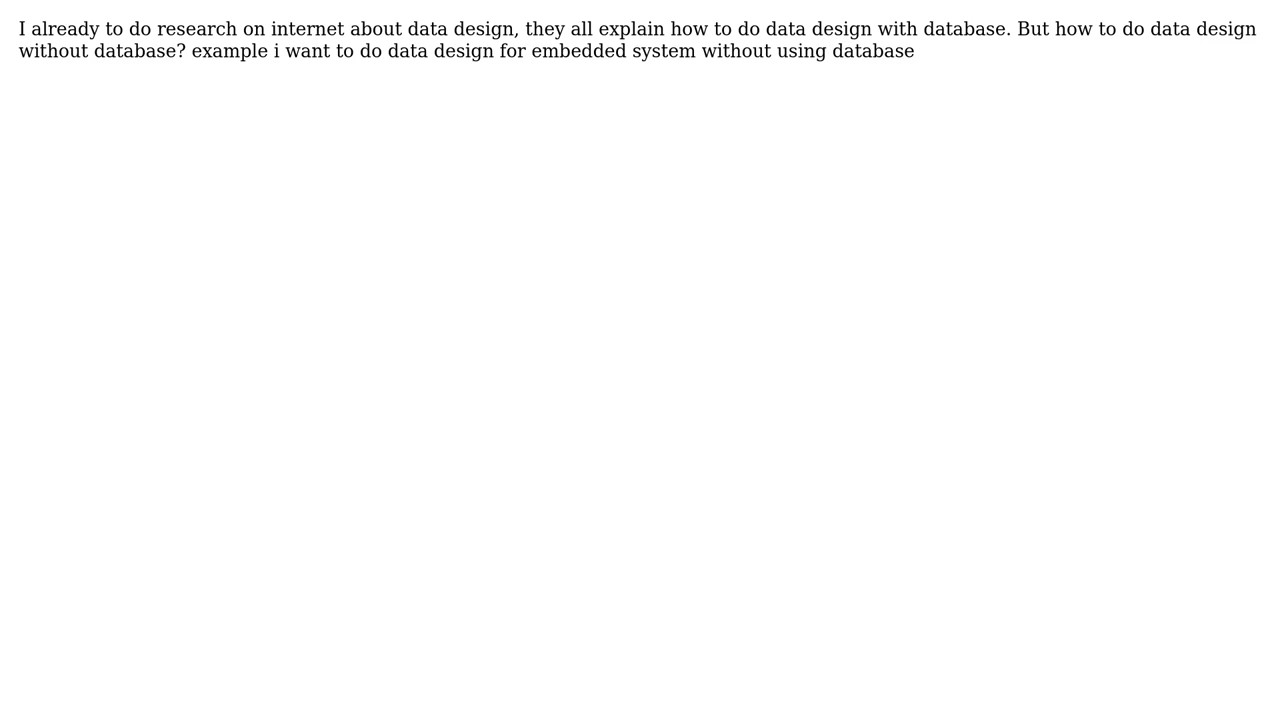 I already to do research on internet about data design, they all explain how to do data design with database. But how to do data design
without database? example i want to do data design for embedded system without using database